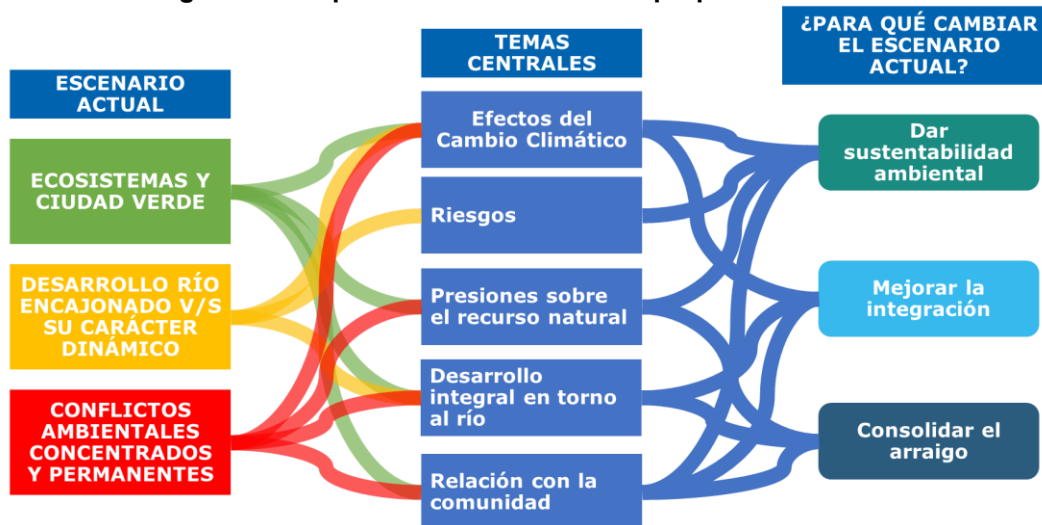 ESCENARIO
ACTUAL
ECOSISTEMAS Y
CIUDAD VERDE
DESARROLLO RÍO
ENCAJONADO V/S
SU CARÁCTER
DINÁMICO
CONFLICTOS
AMBIENTALES
CONCENTRADOS
Y PERMANENTES
TEMAS
CENTRALES
Efectos del
Cambio Climático
Riesgos
Presiones sobre
el recurso natural
Desarrollo
integral en torno
al río
Relación con la
comunidad
¿PARA QUÉ CAMBIAR
EL ESCENARIO
ACTUAL?
Dar
sustentabilidad
ambiental
Mejorar la
integración
Consolidar el
arraigo